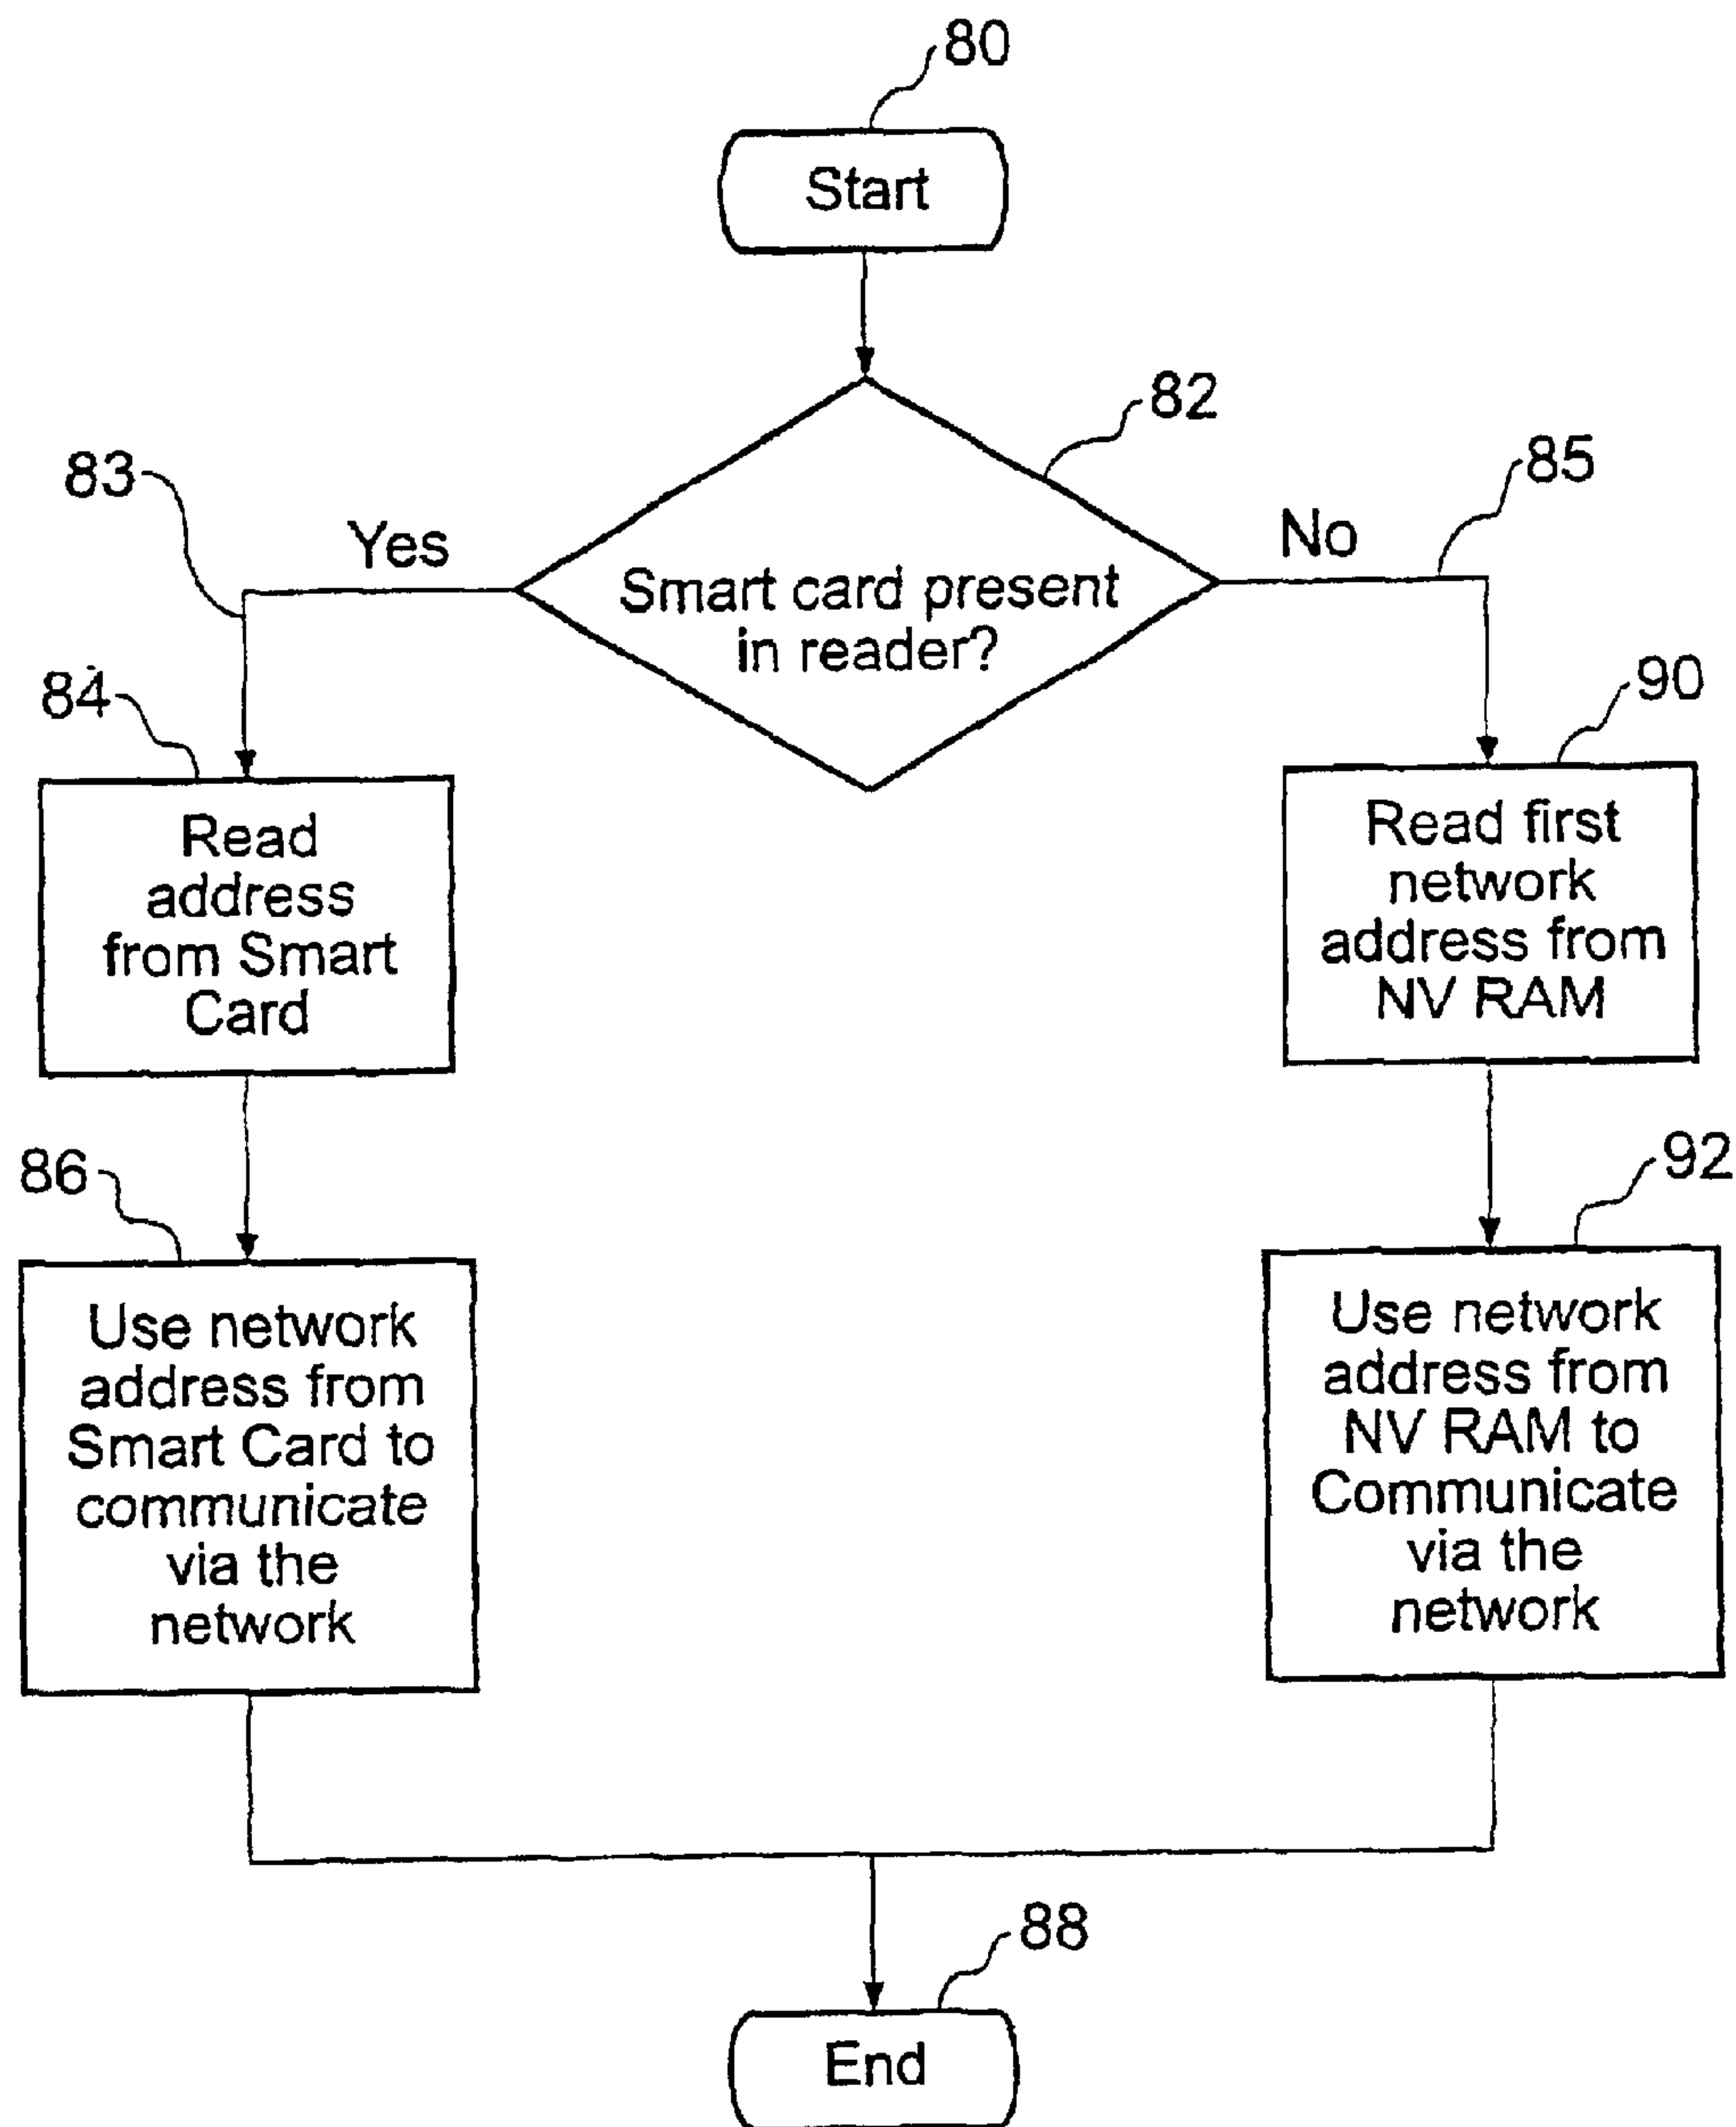 80
Start
82
83
85
Yes
No
Smart card present
in reader?
84
90
Read
address
from Smart
Card
Read first
network
address from
NV RAM
86
92
Use network
address from
Smart Card to
communicate
via the
network
Use network
address from
NV RAM to
Communicate
via the
network
88
End